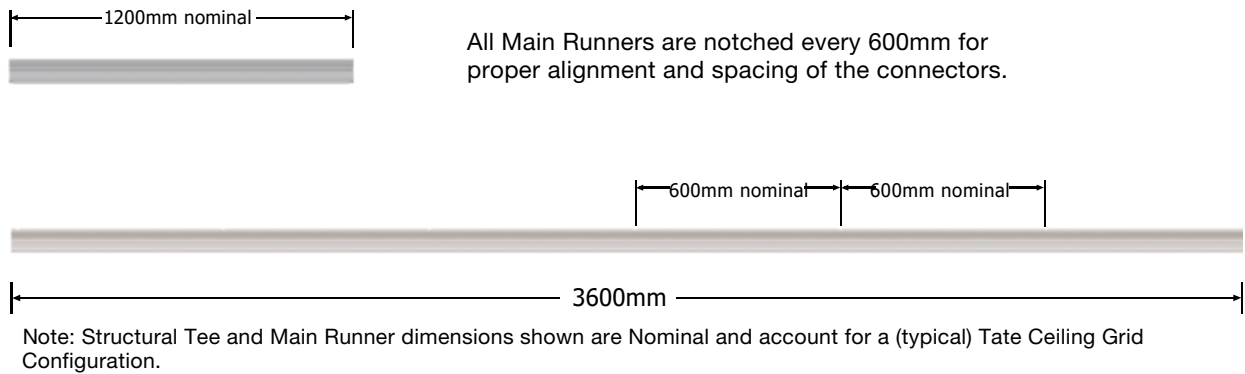 1200mm nominal
All Main Runners are notched every 600mm for
proper alignment and spacing of the connectors.
600mm nominal
600mm nominal
3600mm
Note: Structural Tee and Main Runner dimensions shown are Nominal and account for a (typical) Tate Ceiling Grid
Configuration.